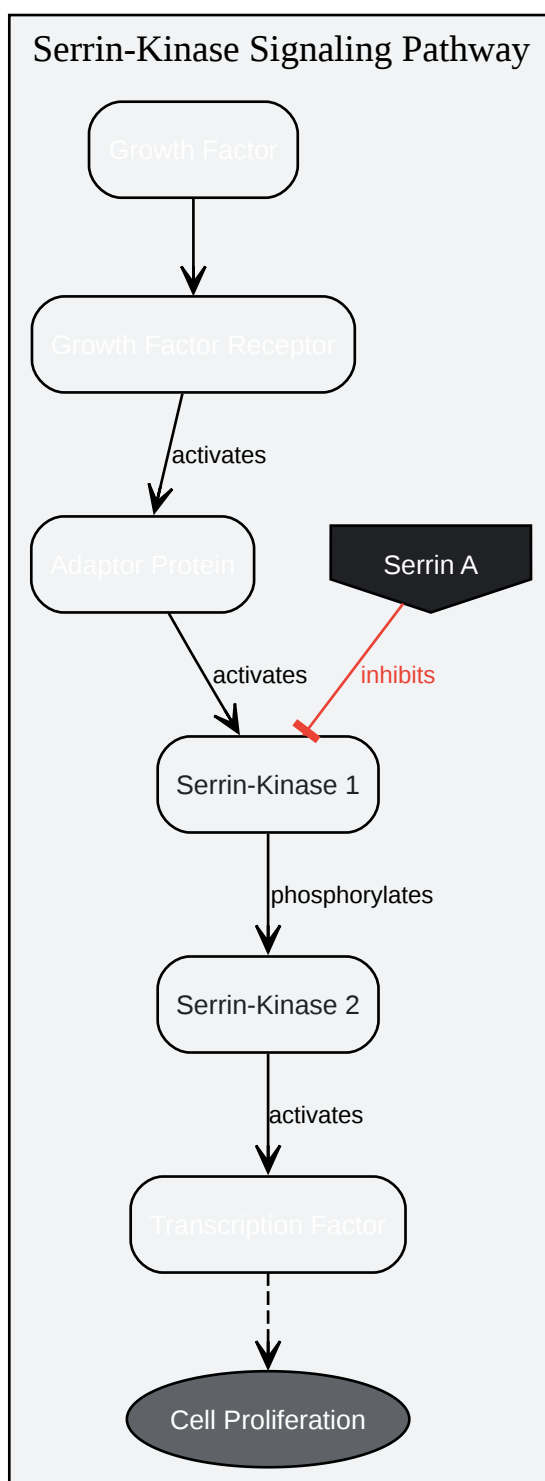 Serrin-Kinase Signaling Pathway
Growth Factor
Growth Factor Receptor
activates
Adaptor Protein
Serrin A
activates
inhibits
Serrin-Kinase 1
phosphorylates
Serrin-Kinase 2
activates
Transcription Factor
Cell Proliferation